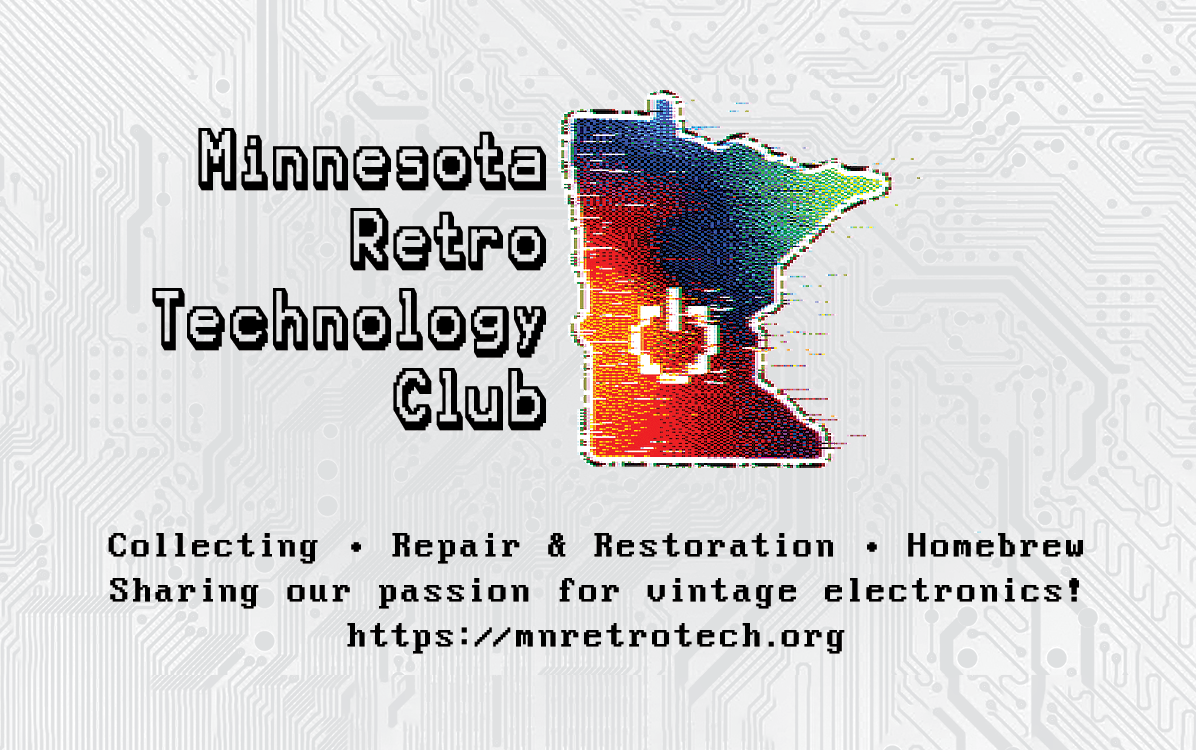 Minnesota
Retro
Technology
Club
Collecting • Repair & Restoration • Homebrew
Sharing our passion for vintage electronics!
https://mnretrotech.org